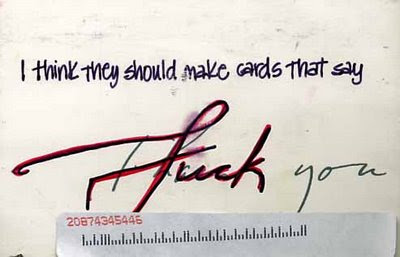 I think they should make cards that say
Fuck you
20874345446